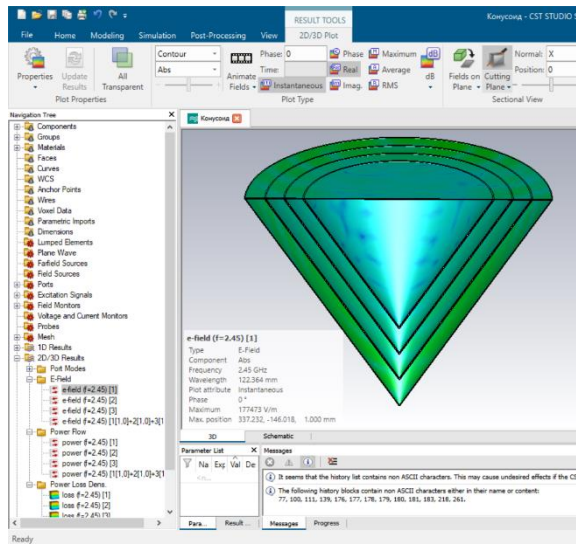 RESULT TOOLS
Конусоид - CST STUDIO S
File
Home
Modeling
Simulation
Post-Processing
View
2D/3D Plot
Properties
Update
Results
All
Transparent
Plot Properties
Contour
Abs
Animate
Fields
Phase: 0
Time:
Instantaneous
Phase
Real
Imag.
Maximum
Average
RMS
dB
dB
Plot Type
Fields on
Plane
Cutting
Plane
Normal: X
Position: 0
Sectional View
Navigation Tree
Components
Groups
Materials
Faces
Curves
WCS
Anchor Points
Wires
Voxel Data
Parametric Imports
Dimensions
Lumped Elements
Plane Wave
Farfield Sources
Field Sources
Ports
Excitation Signals
Field Monitors
Voltage and Current Monitors
Probes
Mesh
1D Results
2D/3D Results
Port Modes
E-Field
e-field (f=2.45) [1]
e-field (f=2.45) [2]
e-field (f=2.45) [3]
e-field (f=2.45) [1[1,0]+2[1,0]+3[1
Power Flow
power (f=2.45) [1]
power (f=2.45) [2]
power (f=2.45) [3]
power (f=2.45) [1[1,0]+2[1,0]+3[1
Power Loss Dens.
loss (f=2.45) [1]
loss (f=2.45) [2]
loss (f=2.45) [3]
Конусоид
e-field (f=2.45) [1]
Type E-Field
Component Abs
Frequency 2.45 GHz
Wavelength 122.364 mm
Plot attribute Instantaneous
Phase 0 °
Maximum 177473 V/m
Max. position 337.232, -146.018, 1.000 mm
3D
Schematic
Parameter List
Na Exp Val De
Para...
Result ...
Messages
It seems that the history list contains non ASCII characters. This may cause undesired effects if the CS
The following history blocks contain non ASCII characters either in their name or content:
77, 100, 111, 139, 176, 177, 178, 179, 180, 181, 183, 218, 261.
Messages
Progress
Ready